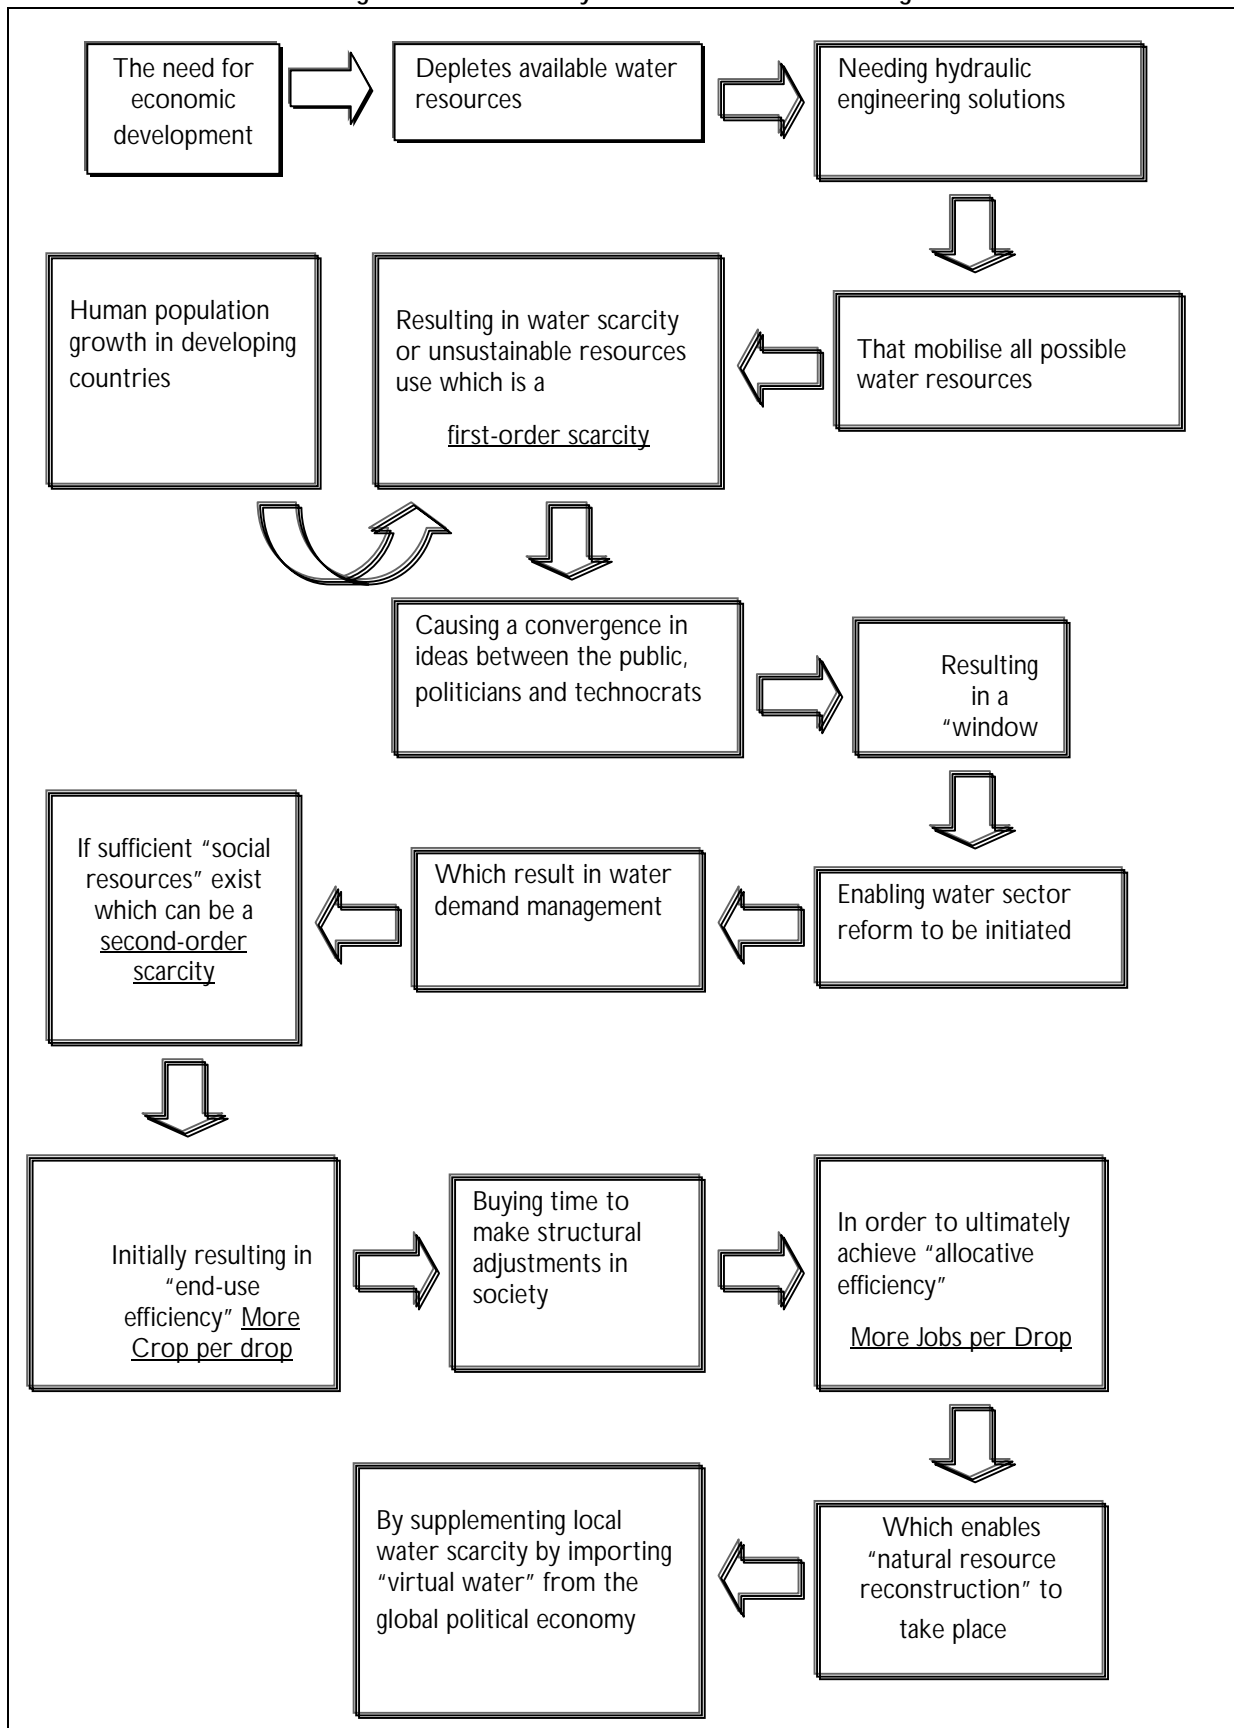 The need for
economic
development
Depletes available water
resources
Needing hydraulic
engineering solutions
Human population
growth in developing
countries
Resulting in water scarcity
or unsustainable resources
use which is a
first-order scarcity
That mobilise all possible
water resources
Causing a convergence in
ideas between the public,
politicians and technocrats
Resulting
in a
“window
If sufficient “social
resources” exist
which can be a
second-order
scarcity
Which result in water
demand management
Enabling water sector
reform to be initiated
Initially resulting in
“end-use
efficiency” More
Crop per drop
Buying time to
make structural
adjustments in
society
In order to ultimately
achieve “allocative
efficiency”
More Jobs per Drop
By supplementing local
water scarcity by importing
“virtual water” from the
global political economy
Which enables
“natural resource
reconstruction” to
take place